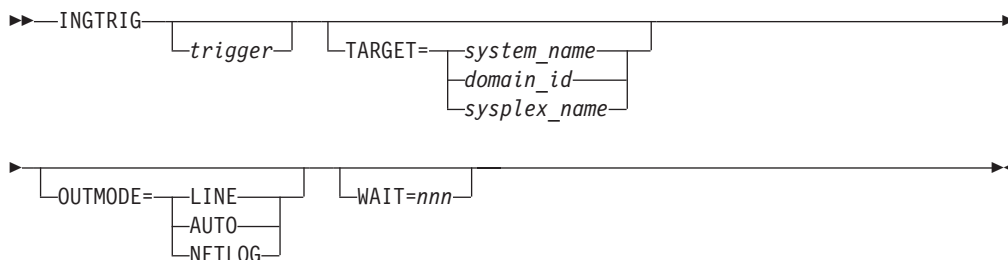 INGTRIG
trigger
TARGET= system_name
domain_id
sysplex_name
OUTMODE= LINE
AUTO
NETLOG
WAIT=nnn